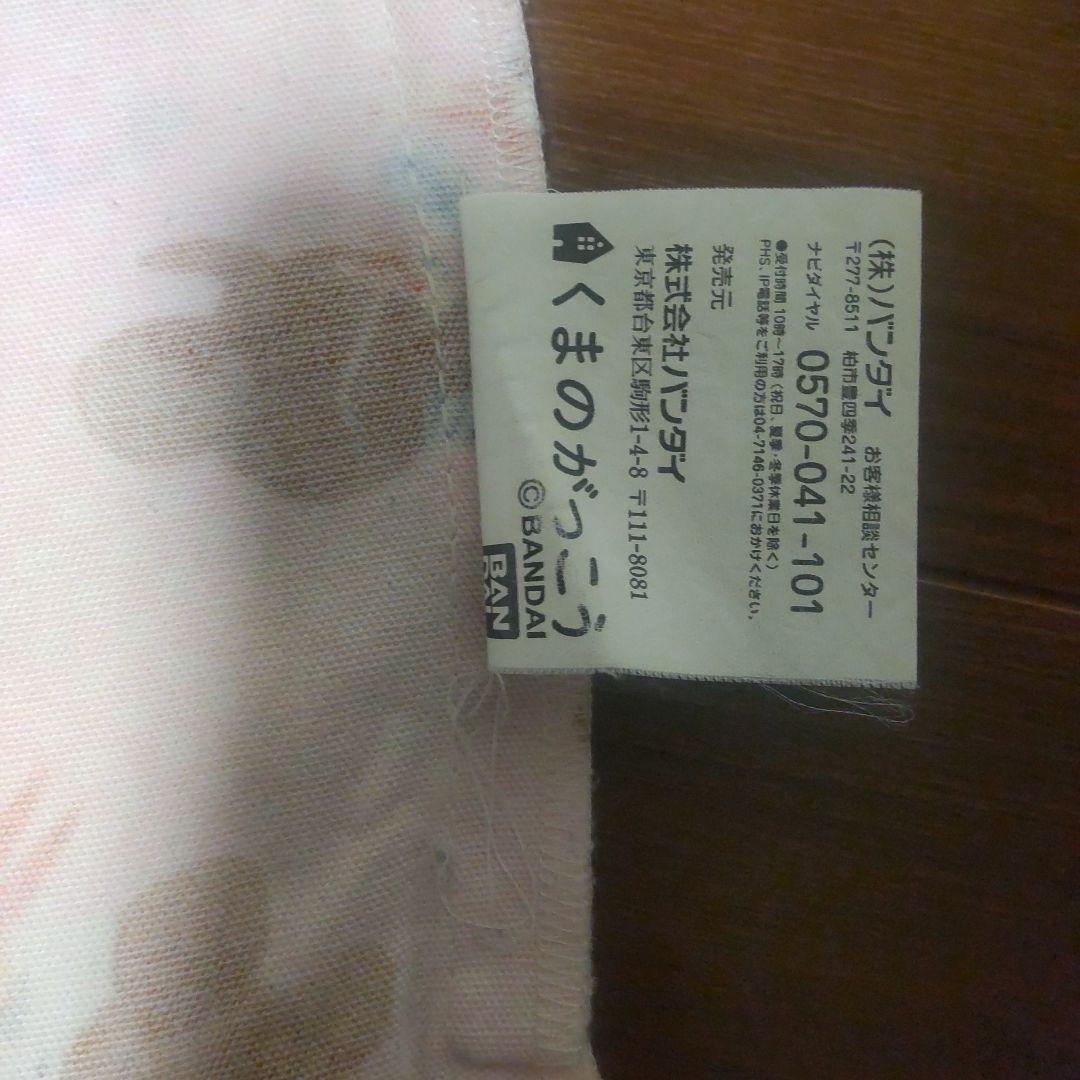 (株)バンダイ お客様相談センター
〒277-8511 柏市豊四季241-22
ナビダイヤル 0570-041-101
●受付時間 10時～17時(祝日、夏季・冬季休業日を除く)
PHS、IP電話等をご利用の方は04-7146-0371におかけください。
発売元
株式会社バンダイ
東京都台東区駒形1-4-8 〒111-8081
くまのがっこう
©BANDAI
BAN